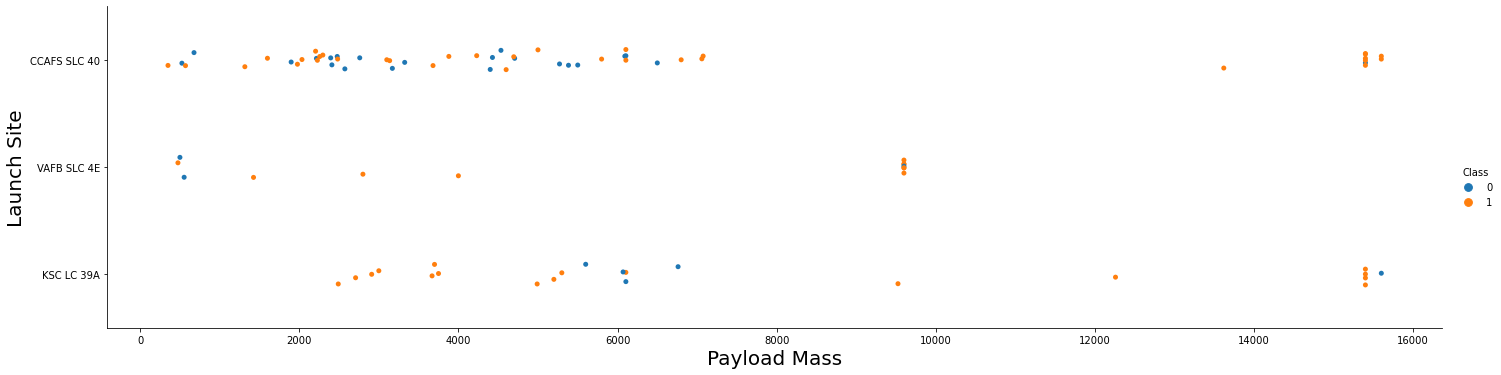 CCAFS SLC 40
VAFB SLC 4E
KSC LC 39A
Launch Site
0 2000 4000 6000 8000 10000 12000 14000 16000
Payload Mass
Class
0
1